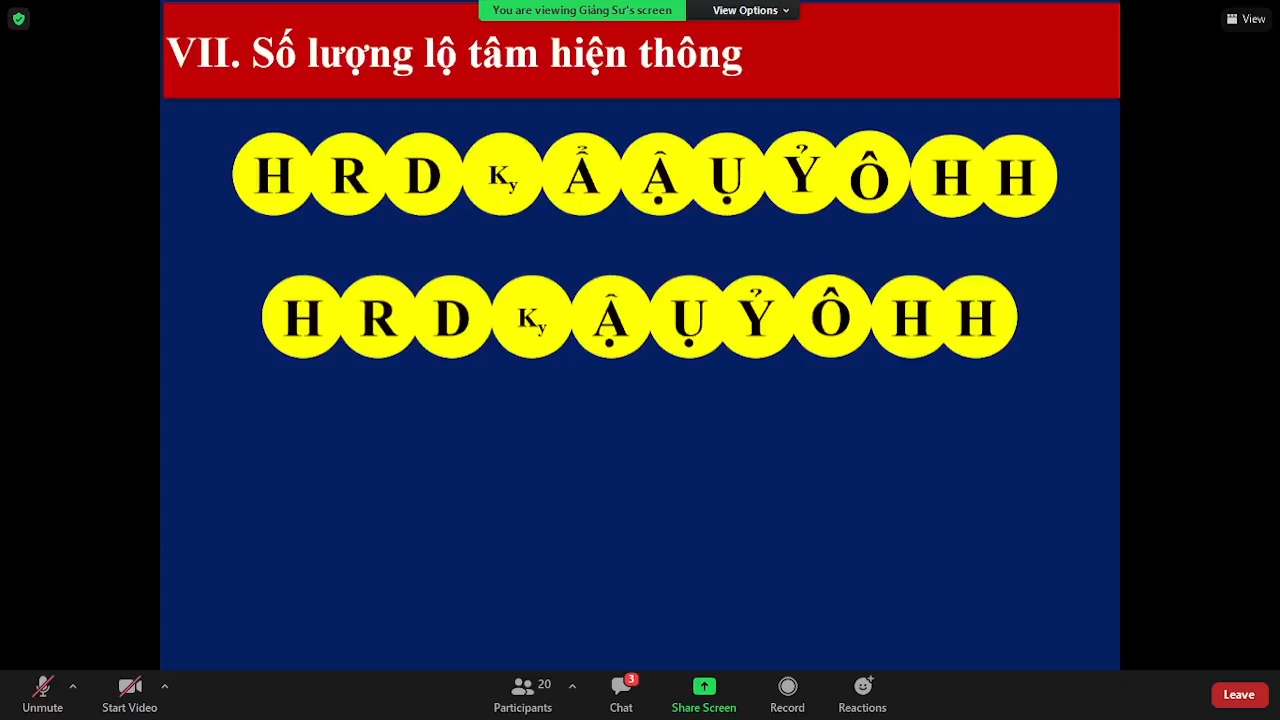 You are viewing Giảng Sư's screen
View Options
View
VII. Số lượng lộ tâm hiện thông
H R D Ky Ẩ Ậ Ụ Ỷ Ô H H
H R D Ky Ậ Ụ Ỷ Ô H H
Unmute
Start Video
20
Participants
3
Chat
Share Screen
Record
Reactions
Leave